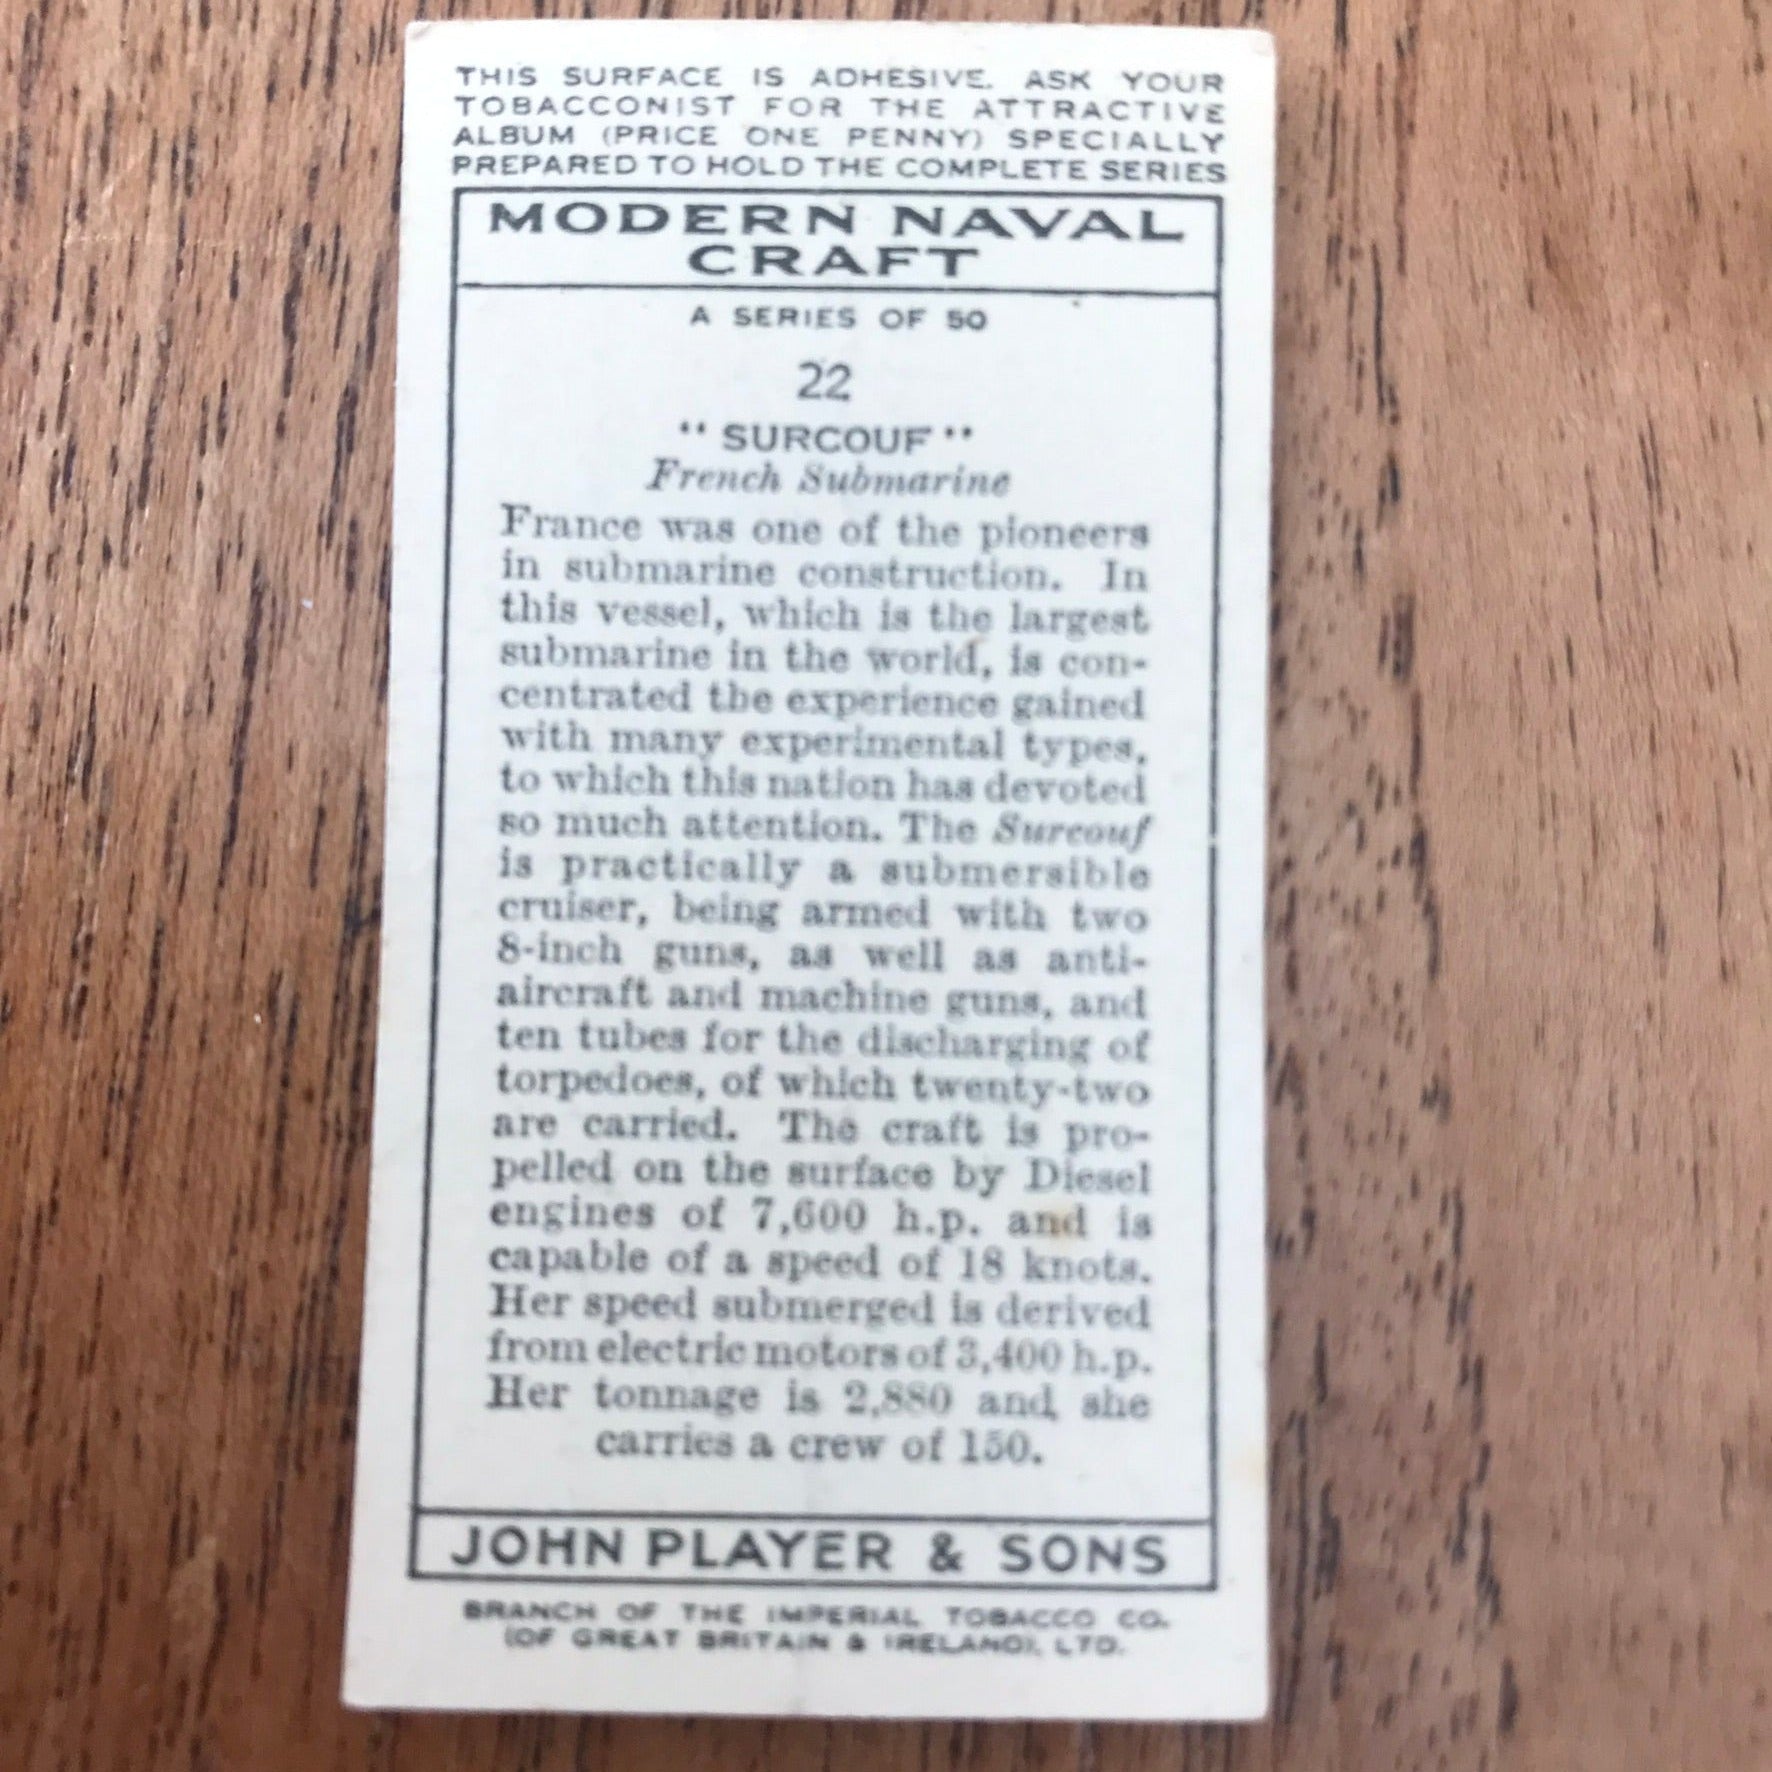 THIS SURFACE IS ADHESIVE. ASK YOUR
TOBACCONIST FOR THE ATTRACTIVE
ALBUM (PRICE ONE PENNY) SPECIALLY
PREPARED TO HOLD THE COMPLETE SERIES
MODERN NAVAL
CRAFT
A SERIES OF 50
22
"SURCOUF"
French Submarine
France was one of the pioneers
in submarine construction. In
this vessel, which is the largest
submarine in the world, is con-
centrated the experience gained
with many experimental types,
to which this nation has devoted
so much attention. The Surcouf
is practically a submersible
cruiser, being armed with two
8-inch guns, as well as anti-
aircraft and machine guns, and
ten tubes for the discharging of
torpedoes, of which twenty-two
are carried. The craft is pro-
pelled on the surface by Diesel
engines of 7,600 h.p. and is
capable of a speed of 18 knots.
Her speed submerged is derived
from electric motors of 3,400 h.p.
Her tonnage is 2,880 and she
carries a crew of 150.
JOHN PLAYER & SONS
BRANCH OF THE IMPERIAL TOBACCO CO.
(OF GREAT BRITAIN & IRELAND), LTD.